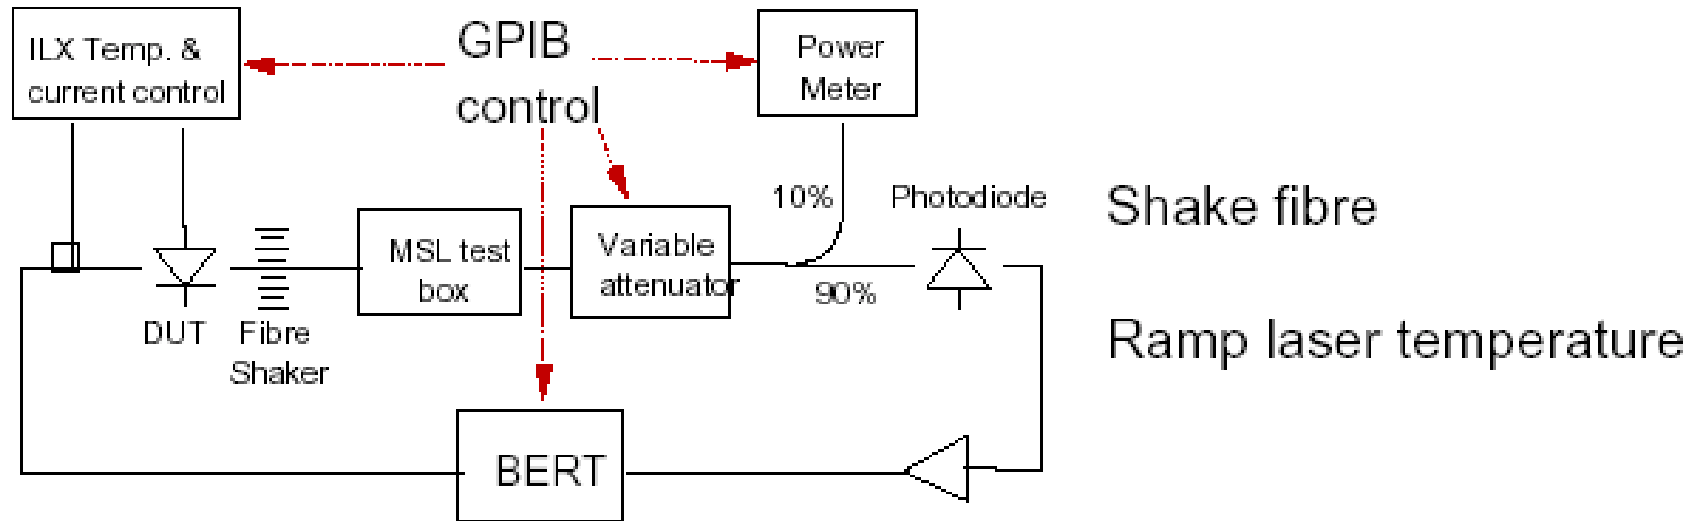 ILX Temp. &
current control
GPIB
control
Power
Meter
10%
Photodiode
Shake fibre
MSL test
box
Variable
attenuator
90%
DUT
Fibre
Shaker
Ramp laser temperature
BERT